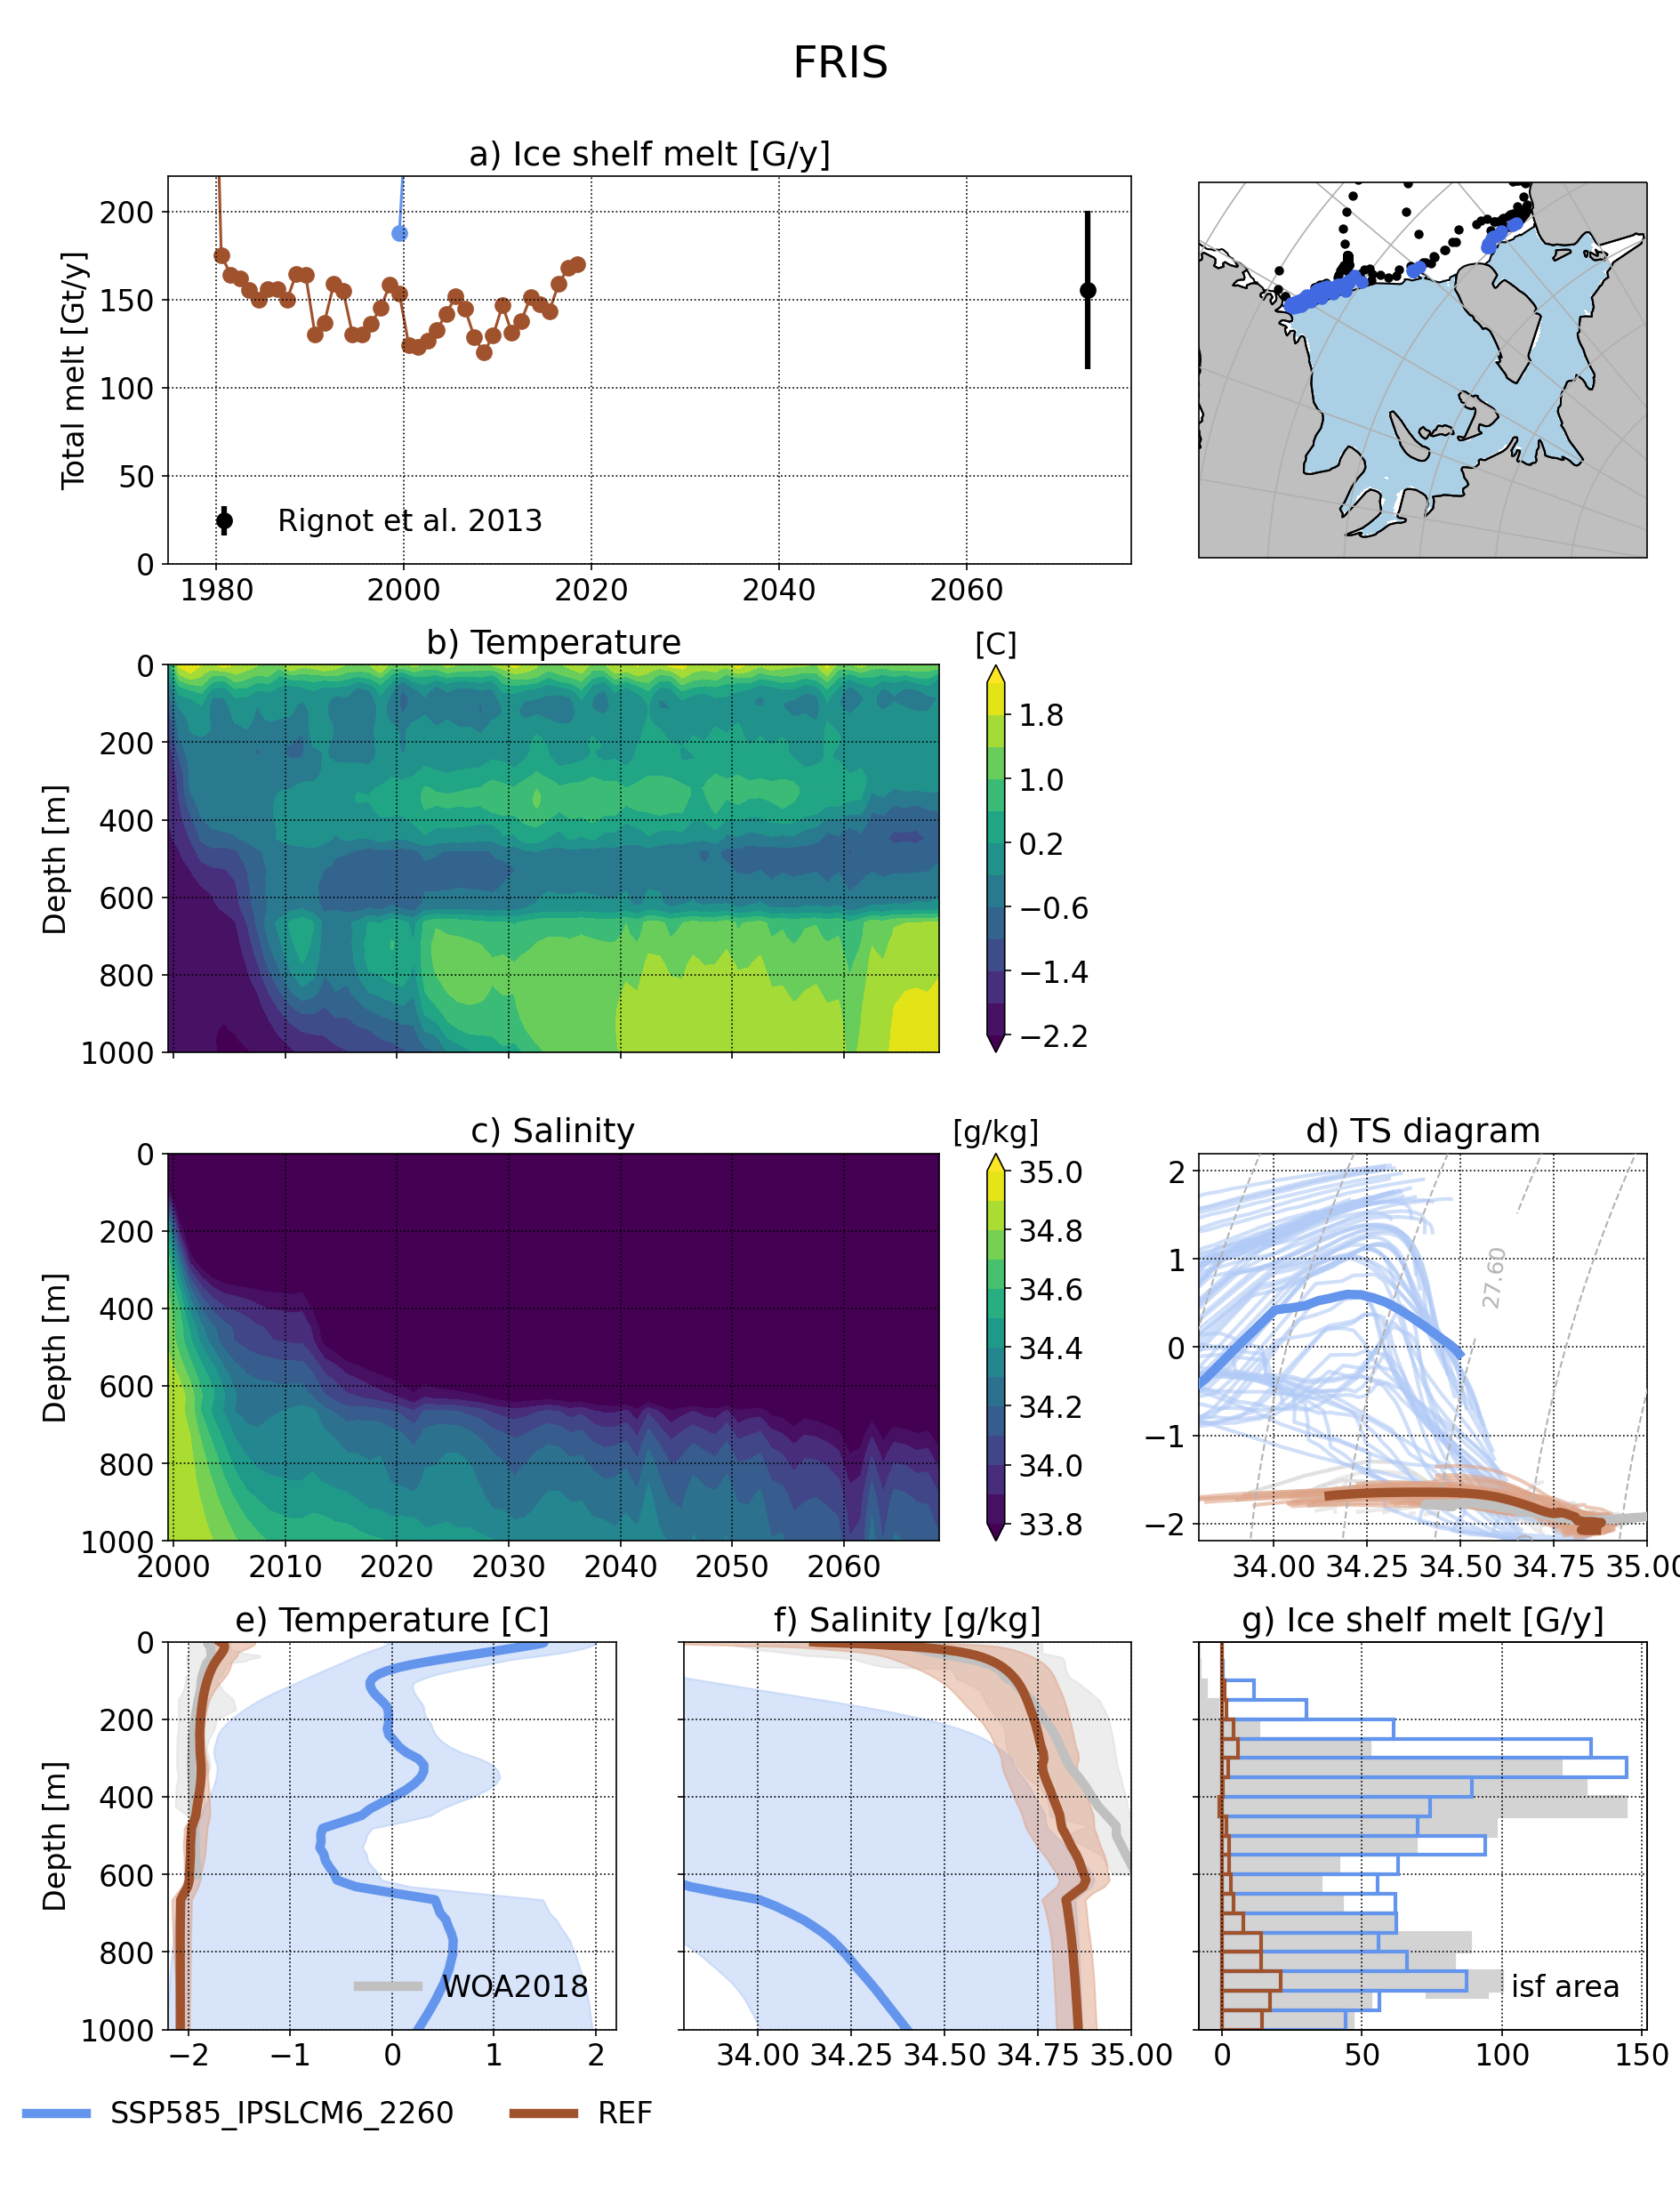 FRIS
a) Ice shelf melt [G/y]
Total melt [Gt/y]
200
150
100
50
0
Rignot et al. 2013
1980 2000 2020 2040 2060
b) Temperature
[C]
Depth [m]
0
200
400
600
800
1000
1.8
1.0
0.2
−0.6
−1.4
−2.2
c) Salinity
[g/kg]
Depth [m]
0
200
400
600
800
1000
2000 2010 2020 2030 2040 2050 2060
35.0
34.8
34.6
34.4
34.2
34.0
33.8
d) TS diagram
2
1
0
−1
−2
27.60
34.00 34.25 34.50 34.75 35.00
e) Temperature [C]
Depth [m]
0
200
400
600
800
1000
WOA2018
−2 −1 0 1 2
f) Salinity [g/kg]
34.00 34.25 34.50 34.75 35.00
g) Ice shelf melt [G/y]
isf area
0 50 100 150
SSP585_IPSLCM6_2260 REF